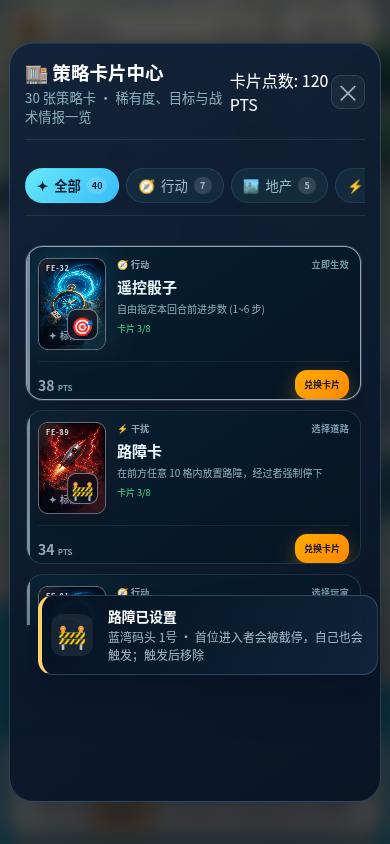 策略卡片中心
30 张策略卡 · 稀有度、目标与战
术情报一览
卡片点数: 120
PTS
全部 40
行动 7
地产 5
FE-32
行动
立即生效
遥控骰子
自由指定本回合前进步数 (1~6 步)
卡片 3/8
38 PTS
兑换卡片
FE-89
干扰
选择道路
路障卡
在前方任意 10 格内放置路障，经过者强制停下
卡片 3/8
34 PTS
兑换卡片
行动
选择玩家
路障已设置
蓝湾码头 1号 · 首位进入者会被截停，自己也会
触发；触发后移除